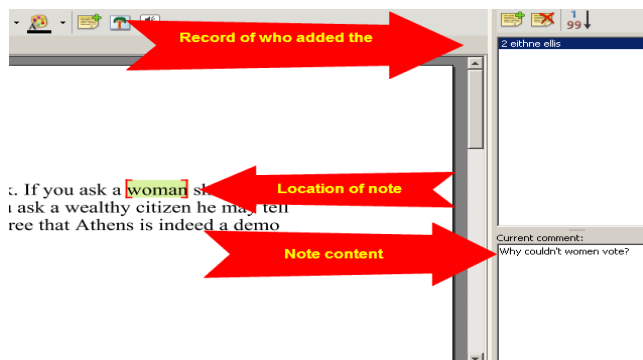 Record of who added the
99
2 eithne ellis
k. If you ask a woman
Location of note
ask a wealthy citizen he may tell
ree that Athens is indeed a demo
Current comment:
Note content
Why couldn't women vote?